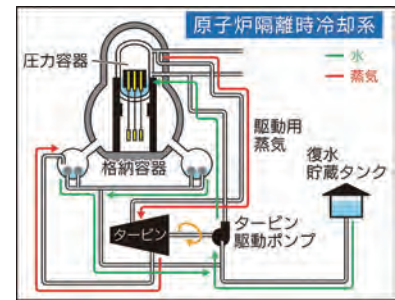 原子炉隔離時冷却系
水
蒸気
圧力容器
駆動用
蒸気
復水
貯蔵タンク
格納容器
タービン
タービン
駆動ポンプ